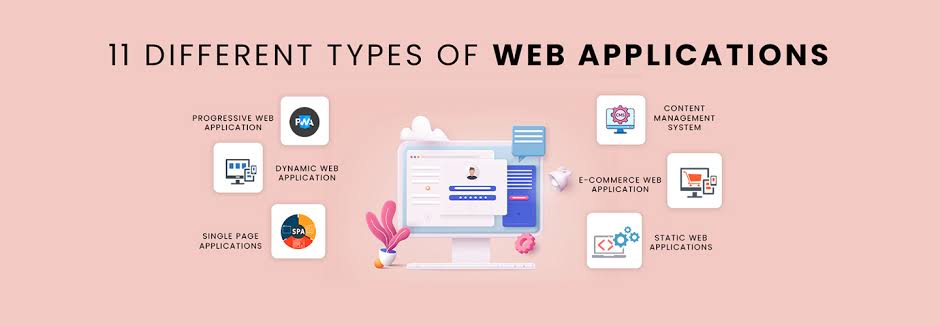 11 DIFFERENT TYPES OF WEB APPLICATIONS
PROGRESSIVE WEB
APPLICATION
PWA
DYNAMIC WEB
APPLICATION
SINGLE PAGE
APPLICATIONS
SPA
CMS
CONTENT
MANAGEMENT
SYSTEM
E-COMMERCE WEB
APPLICATION
STATIC WEB
APPLICATIONS